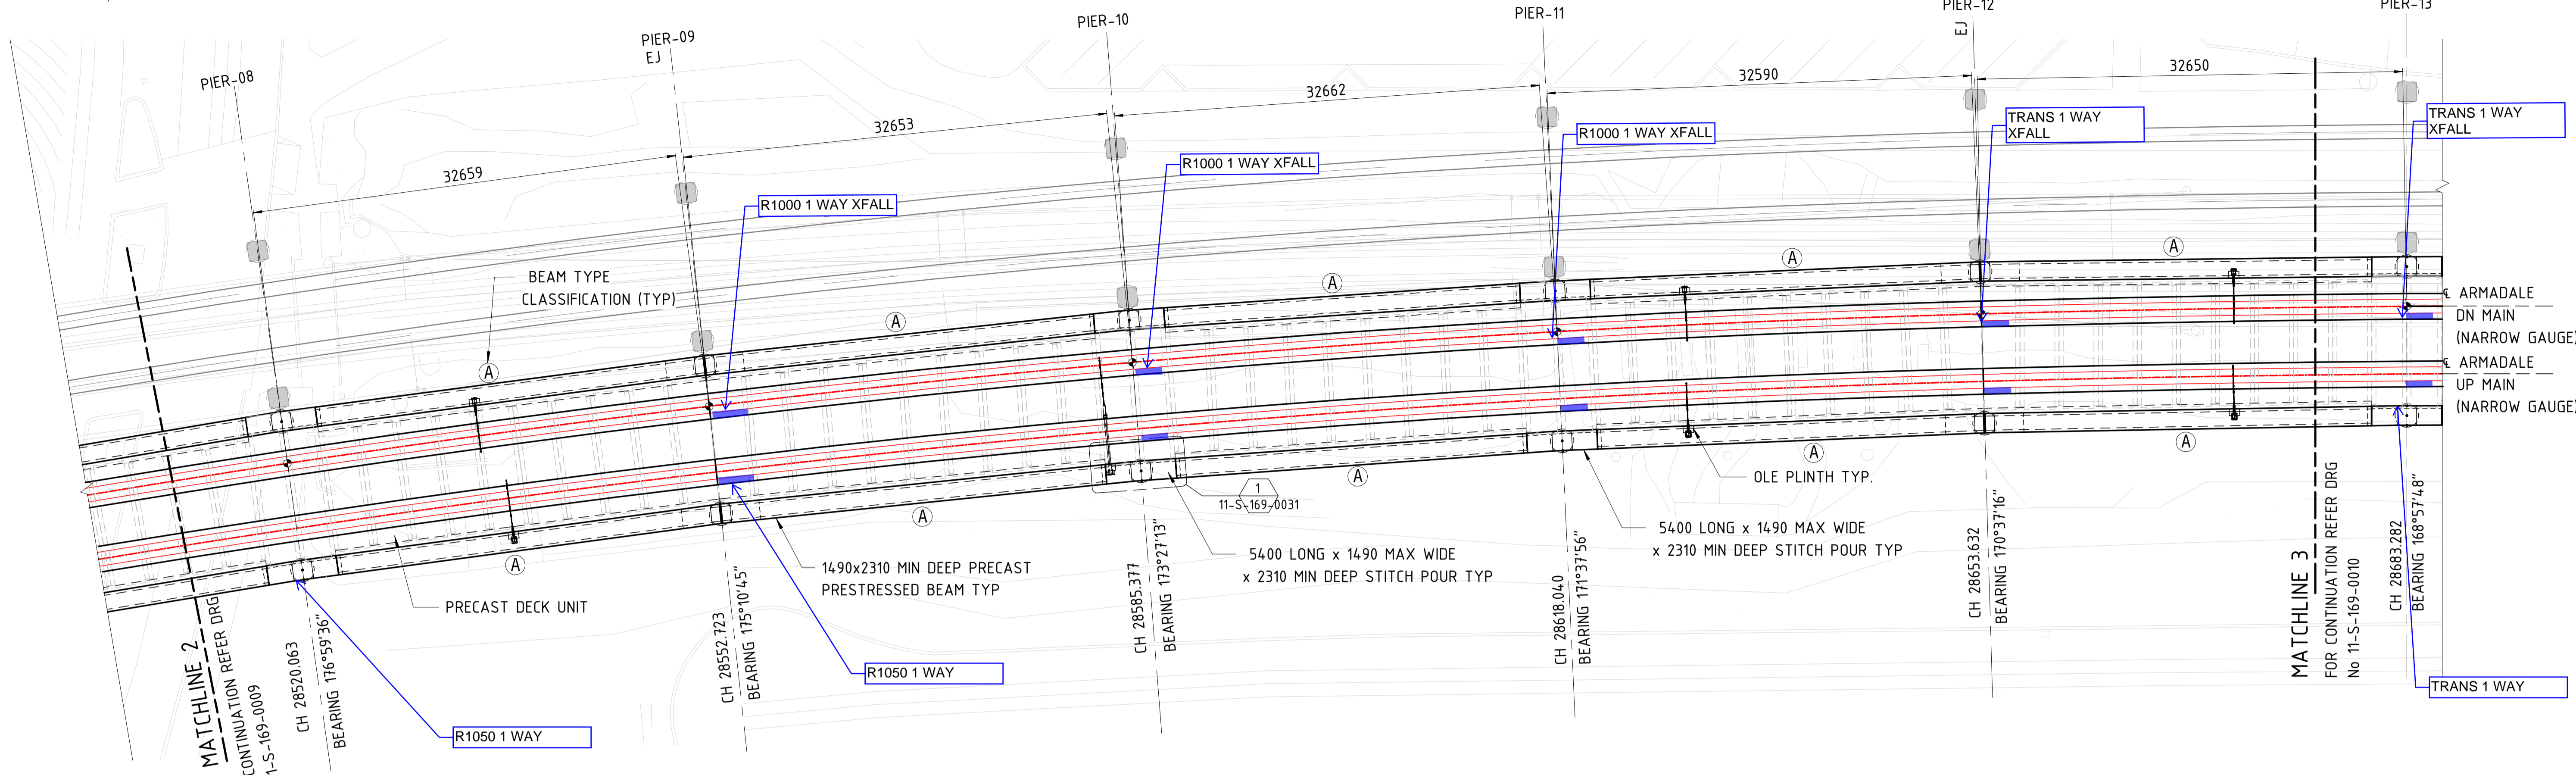 PIER-08
PIER-09
EJ
PIER-10
PIER-11
PIER-12
EJ
PIER-13
32659
32653
32662
32590
32650
R1000 1 WAY XFALL
R1000 1 WAY XFALL
R1000 1 WAY XFALL
TRANS 1 WAY
XFALL
TRANS 1 WAY
XFALL
BEAM TYPE
CLASSIFICATION (TYP)
A
A
A
A
A
℄ ARMADALE
DN MAIN
(NARROW GAUGE)
℄ ARMADALE
UP MAIN
(NARROW GAUGE)
A
A
A
A
A
PRECAST DECK UNIT
1490x2310 MIN DEEP PRECAST
PRESTRESSED BEAM TYP
1
11-S-169-0031
5400 LONG x 1490 MAX WIDE
x 2310 MIN DEEP STITCH POUR TYP
OLE PLINTH TYP.
5400 LONG x 1490 MAX WIDE
x 2310 MIN DEEP STITCH POUR TYP
MATCHLINE 2
CONTINUATION REFER DRG
1-S-169-0009
CH 28520.063
BEARING 176°59'36"
CH 28552.723
BEARING 175°10'45"
CH 28585.377
BEARING 173°27'13"
CH 28618.040
BEARING 171°37'56"
CH 28653.632
BEARING 170°37'16"
MATCHLINE 3
FOR CONTINUATION REFER DRG
No 11-S-169-0010
CH 28683.282
BEARING 168°57'48"
R1050 1 WAY
R1050 1 WAY
TRANS 1 WAY